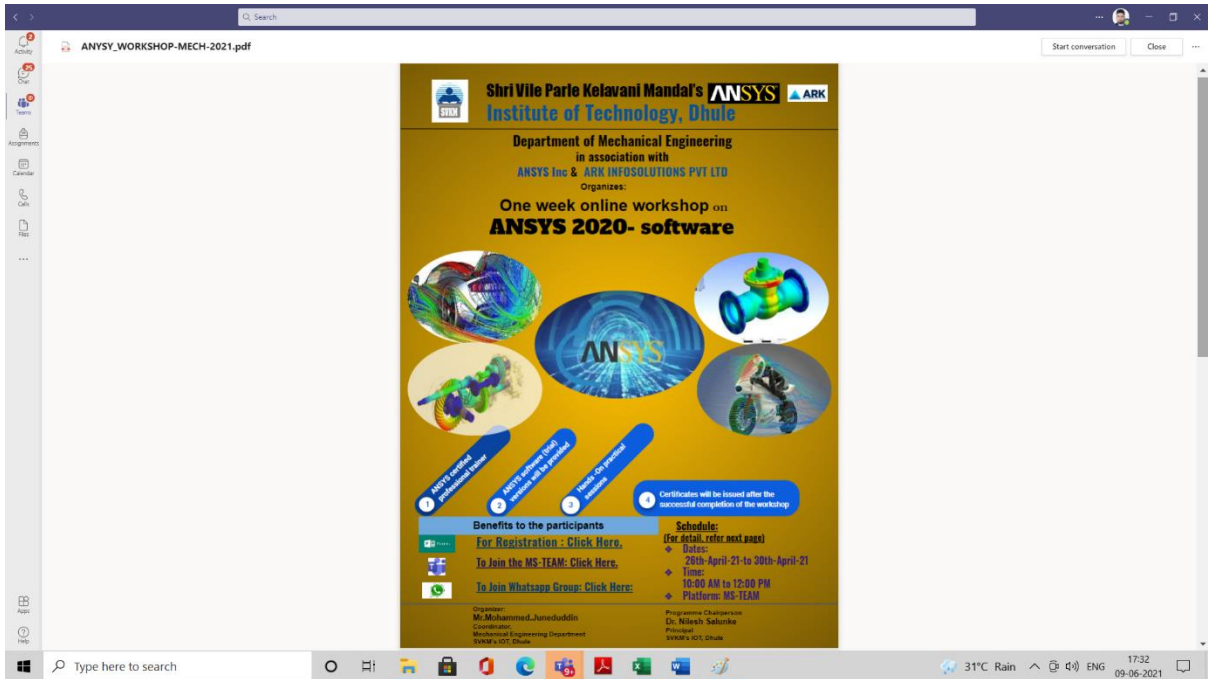 Search
Activity
Chat
Teams
Assignments
Calendar
Calls
Files
Apps
Help
ANYSY_WORKSHOP-MECH-2021.pdf
Start conversation
Close
SVKM
Shri Vile Parle Kelavani Mandal's
ANSYS
ARK
Institute of Technology, Dhule
Department of Mechanical Engineering
in association with
ANSYS Inc & ARK INFOSOLUTIONS PVT LTD
Organizes:
One week online workshop on
ANSYS 2020- software
ANSYS
1 ANSYS certified professional trainer
2 ANSYS software (trial) versions will be provided
3 Hands -On practical sessions
4 Certificates will be issued after the
successful completion of the workshop
Benefits to the participants
For Registration : Click Here.
To Join the MS-TEAM: Click Here.
To Join Whatsapp Group: Click Here:
Schedule:
(For detail, refer next page)
Dates:
26th-April-21-to 30th-April-21
Time:
10:00 AM to 12:00 PM
Platform: MS-TEAM
Organizer:
Mr.Mohammed.Juneduddin
Coordinator,
Mechanical Engineering Department
SVKM's IOT, Dhule
Programme Chairperson
Dr. Nilesh Salunke
Principal
SVKM's IOT, Dhule
Type here to search
31°C Rain
ENG
17:32
09-06-2021